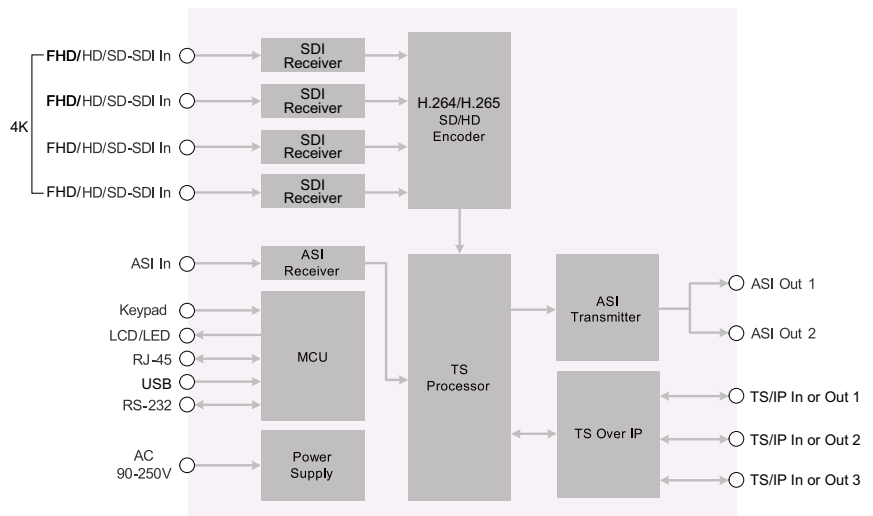 4K
FHD/HD/SD-SDI In
SDI
Receiver
FHD/HD/SD-SDI In
SDI
Receiver
FHD/HD/SD-SDI In
SDI
Receiver
FHD/HD/SD-SDI In
SDI
Receiver
H.264/H.265
SD/HD
Encoder
ASI In
ASI
Receiver
Keypad
LCD/LED
RJ-45
USB
RS-232
MCU
AC
90-250V
Power
Supply
TS
Processor
ASI
Transmitter
ASI Out 1
ASI Out 2
TS Over IP
TS/IP In or Out 1
TS/IP In or Out 2
TS/IP In or Out 3